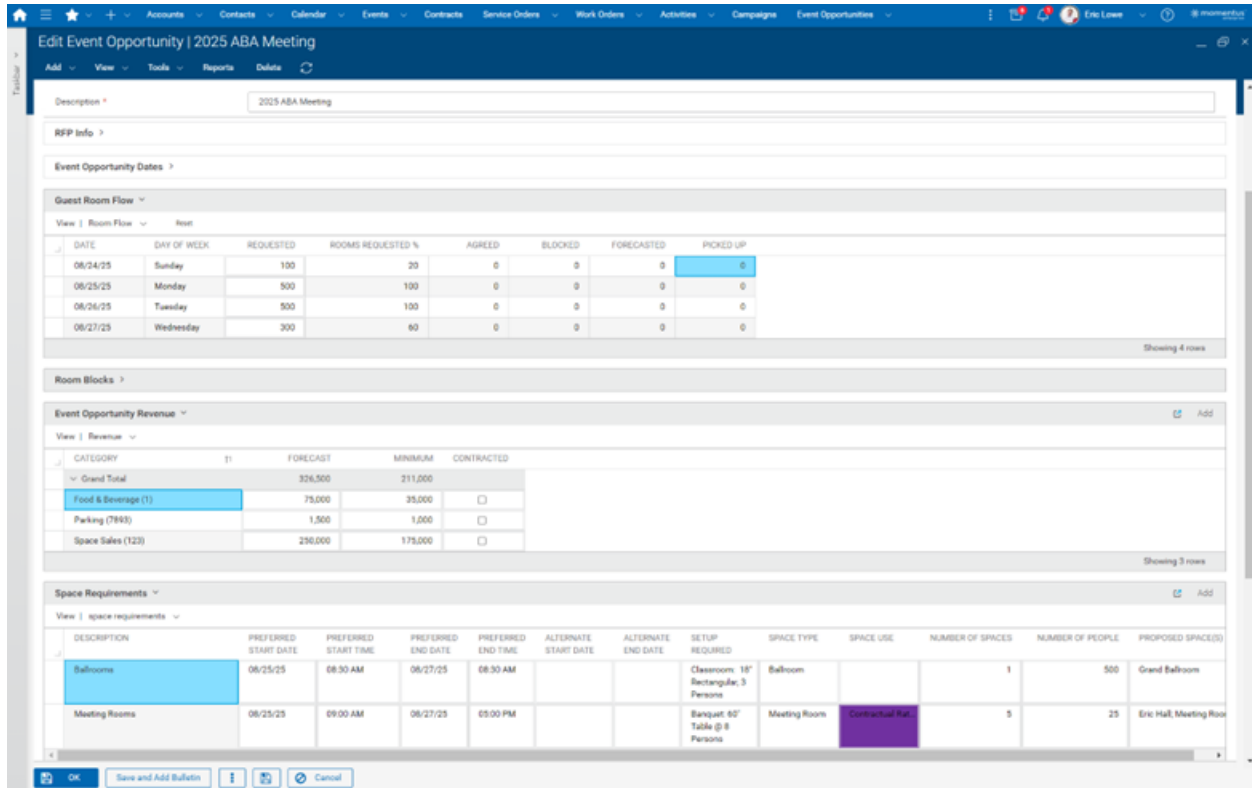 Accounts Contacts Calendar Events Contracts Service Orders Work Orders Activities Campaigns Event Opportunities Eric Lowe momentus
Taskbar
Edit Event Opportunity | 2025 ABA Meeting
Add View Tools Reports Delete
Description * 2025 ABA Meeting
RFP Info
Event Opportunity Dates
Guest Room Flow
View | Room Flow Reset
DATE DAY OF WEEK REQUESTED ROOMS REQUESTED % AGREED BLOCKED FORECASTED PICKED UP
08/24/25 Sunday 100 20 0 0 0 0
08/25/25 Monday 500 100 0 0 0 0
08/26/25 Tuesday 500 100 0 0 0 0
08/27/25 Wednesday 300 60 0 0 0 0
Showing 4 rows
Room Blocks
Event Opportunity Revenue Add
View | Revenue
CATEGORY FORECAST MINIMUM CONTRACTED
Grand Total 326,500 211,000
Food & Beverage (1) 75,000 35,000
Parking (7893) 1,500 1,000
Space Sales (123) 250,000 175,000
Showing 3 rows
Space Requirements Add
View | space requirements
DESCRIPTION PREFERRED START DATE PREFERRED START TIME PREFERRED END DATE PREFERRED END TIME ALTERNATE START DATE ALTERNATE END DATE SETUP REQUIRED SPACE TYPE SPACE USE NUMBER OF SPACES NUMBER OF PEOPLE PROPOSED SPACE(S)
Ballrooms 08/25/25 08:30 AM 08/27/25 08:30 AM Classroom: 18" Rectangular, 3 Persons Ballroom 1 500 Grand Ballroom
Meeting Rooms 08/25/25 09:00 AM 08/27/25 05:00 PM Banquet: 60" Table @ 8 Persons Meeting Room Contractual Rat... 5 25 Eric Hall; Meeting Roo
OK Save and Add Bulletin Cancel